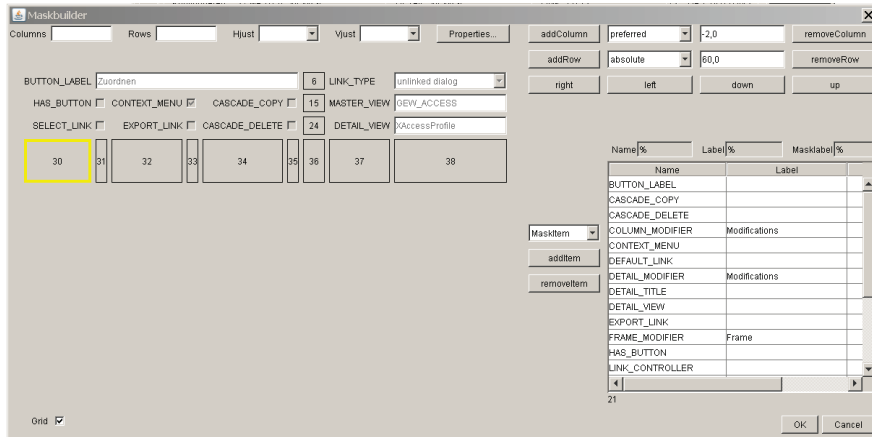 Maskbuilder
Columns Rows Hjust Vjust Properties... addColumn preferred -2,0 removeColumn
addRow absolute 60,0 removeRow
BUTTON_LABEL Zuordnen 6 LINK_TYPE unlinked dialog right left down up
HAS_BUTTON CONTEXT_MENU CASCADE_COPY 15 MASTER_VIEW GEW_ACCESS
SELECT_LINK EXPORT_LINK CASCADE_DELETE 24 DETAIL_VIEW XAccessProfile
30 31 32 33 34 35 36 37 38
Name % Label % Masklabel %
Name Label
BUTTON_LABEL
CASCADE_COPY
CASCADE_DELETE
MaskItem COLUMN_MODIFIER Modifications
CONTEXT_MENU
addItem DEFAULT_LINK
DETAIL_MODIFIER Modifications
removeItem DETAIL_TITLE
DETAIL_VIEW
EXPORT_LINK
FRAME_MODIFIER Frame
HAS_BUTTON
LINK_CONTROLLER
21
Grid OK Cancel